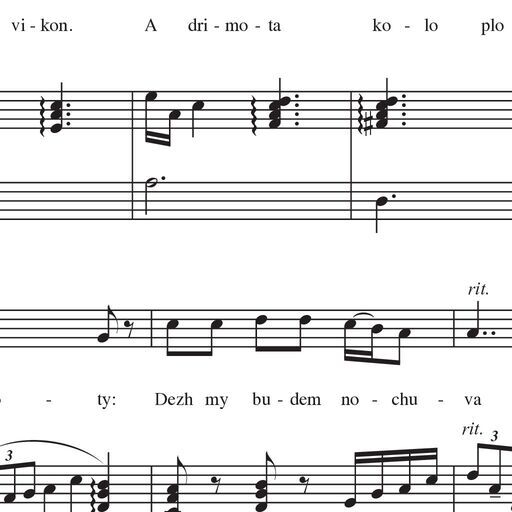 vi - kon. A dri - mo - ta ko - lo plo
rit.
- ty: Dezh my bu - dem no - chu - va
rit.
3 3